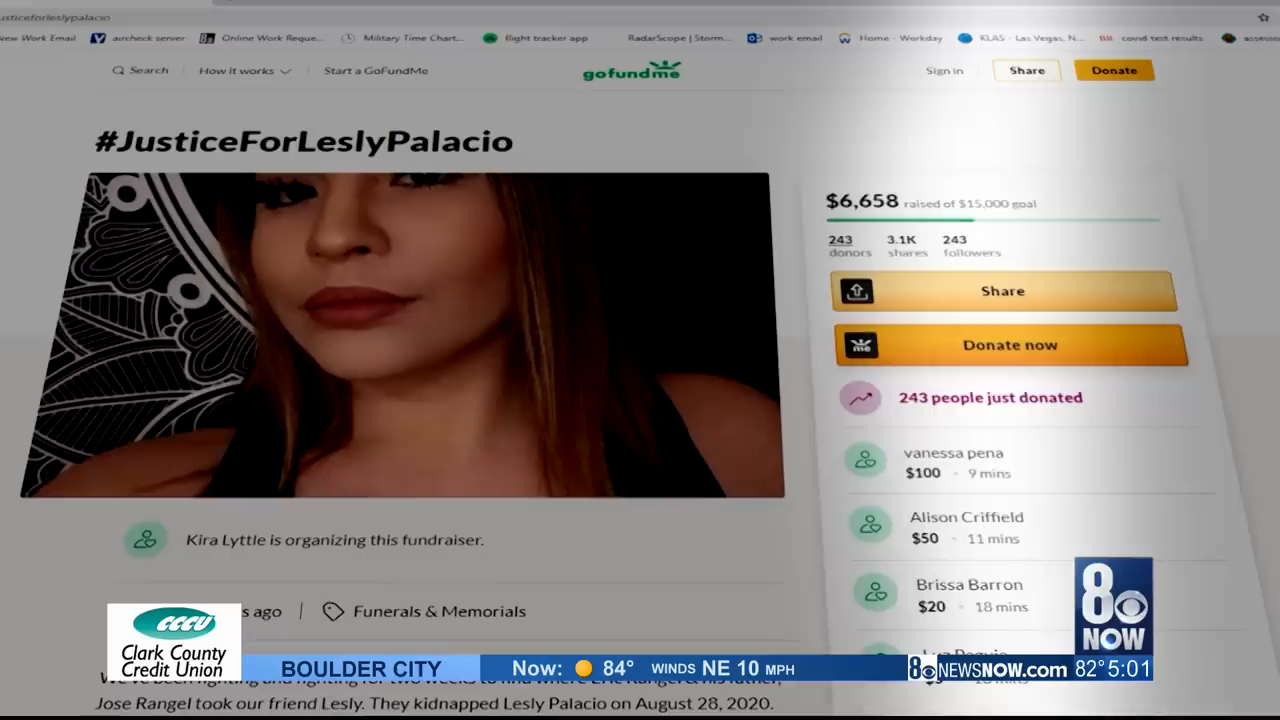 usticeforleslypalacio
New Work Email
aircheck server
Online Work Reque...
Military Time Chart...
flight tracker app
RadarScope | Storm...
work email
Home - Workday
KLAS - Las Vegas, N...
covid test results
assessor
Search
How it works
Start a GoFundMe
gofundme
Sign in
Share
Donate
#JusticeForLeslyPalacio
$6,658 raised of $15,000 goal
243 3.1K 243
donors shares followers
Share
Donate now
243 people just donated
vanessa pena
$100 - 9 mins
Alison Criffield
$50 - 11 mins
Brissa Barron
$20 - 18 mins
Kira Lyttle is organizing this fundraiser.
s ago | Funerals & Memorials
Jose Rangel took our friend Lesly. They kidnapped Lesly Palacio on August 28, 2020.
CCCU
Clark County
Credit Union
BOULDER CITY
Now: 84° WINDS NE 10 MPH
8 NEWSNOW.com 82° 5:01
8
NOW